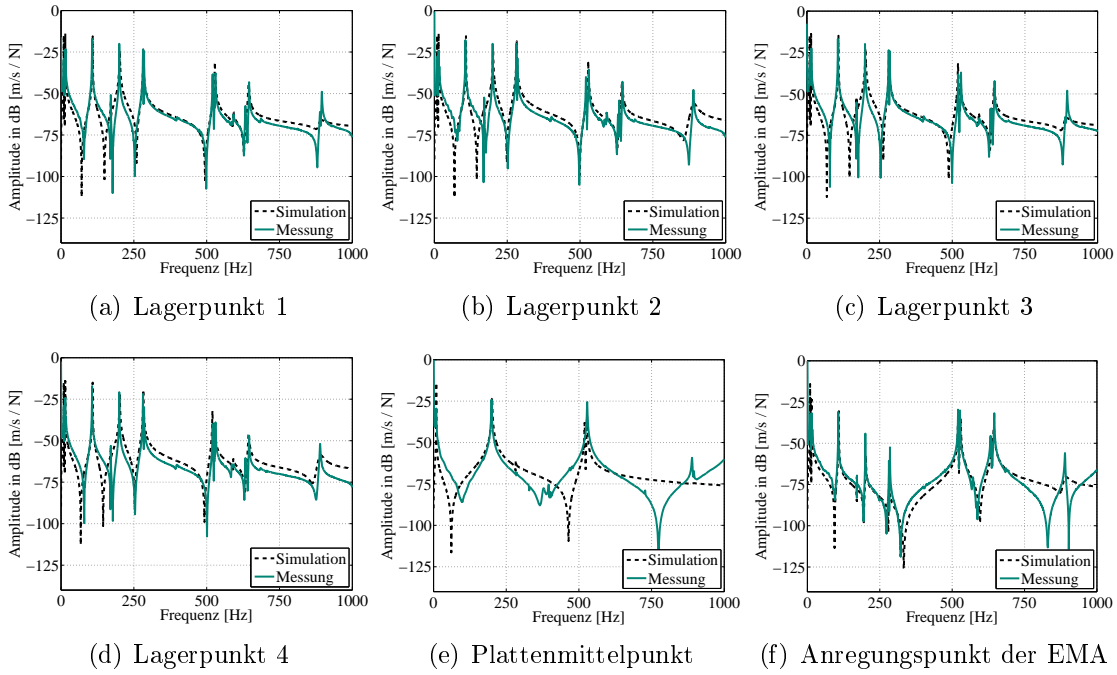 0
−25
−50
−75
−100
−125
Amplitude in dB [m/s / N]
Simulation
Messung
0 250 500 750 1000
Frequenz [Hz]
(a) Lagerpunkt 1
0
−25
−50
−75
−100
−125
Amplitude in dB [m/s / N]
Simulation
Messung
0 250 500 750 1000
Frequenz [Hz]
(b) Lagerpunkt 2
0
−25
−50
−75
−100
−125
Amplitude in dB [m/s / N]
Simulation
Messung
0 250 500 750 1000
Frequenz [Hz]
(c) Lagerpunkt 3
0
−25
−50
−75
−100
−125
Amplitude in dB [m/s / N]
Simulation
Messung
0 250 500 750 1000
Frequenz [Hz]
(d) Lagerpunkt 4
0
−25
−50
−75
−100
−125
Amplitude in dB [m/s / N]
Simulation
Messung
0 250 500 750 1000
Frequenz [Hz]
(e) Plattenmittelpunkt
0
−25
−50
−75
−100
−125
Amplitude in dB [m/s / N]
Simulation
Messung
0 250 500 750 1000
Frequenz [Hz]
(f) Anregungspunkt der EMA